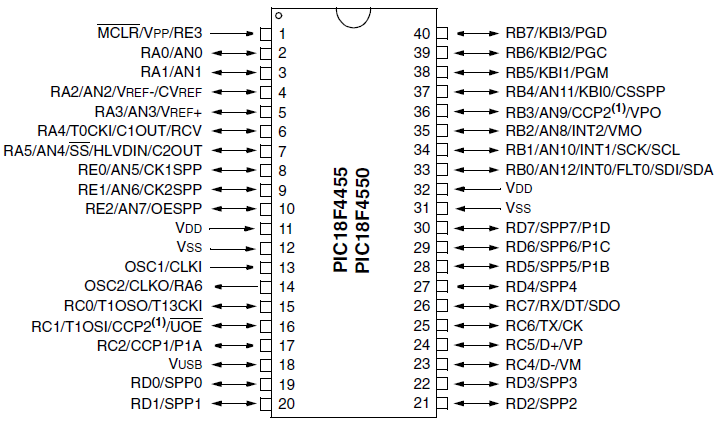 MCLR/VPP/RE3 1
RA0/AN0 2
RA1/AN1 3
RA2/AN2/VREF-/CVREF 4
RA3/AN3/VREF+ 5
RA4/T0CKI/C1OUT/RCV 6
RA5/AN4/SS/HLVDIN/C2OUT 7
RE0/AN5/CK1SPP 8
RE1/AN6/CK2SPP 9
RE2/AN7/OESPP 10
VDD 11
VSS 12
OSC1/CLKI 13
OSC2/CLKO/RA6 14
RC0/T1OSO/T13CKI 15
RC1/T1OSI/CCP2(1)/UOE 16
RC2/CCP1/P1A 17
VUSB 18
RD0/SPP0 19
RD1/SPP1 20
PIC18F4455
PIC18F4550
40 RB7/KBI3/PGD
39 RB6/KBI2/PGC
38 RB5/KBI1/PGM
37 RB4/AN11/KBI0/CSSPP
36 RB3/AN9/CCP2(1)/VPO
35 RB2/AN8/INT2/VMO
34 RB1/AN10/INT1/SCK/SCL
33 RB0/AN12/INT0/FLT0/SDI/SDA
32 VDD
31 VSS
30 RD7/SPP7/P1D
29 RD6/SPP6/P1C
28 RD5/SPP5/P1B
27 RD4/SPP4
26 RC7/RX/DT/SDO
25 RC6/TX/CK
24 RC5/D+/VP
23 RC4/D-/VM
22 RD3/SPP3
21 RD2/SPP2